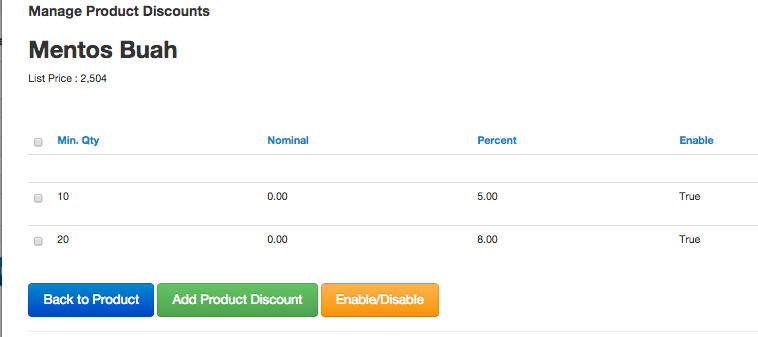 Manage Product Discounts
Mentos Buah
List Price : 2,504
Min. Qty Nominal Percent Enable
10 0.00 5.00 True
20 0.00 8.00 True
Back to Product Add Product Discount Enable/Disable